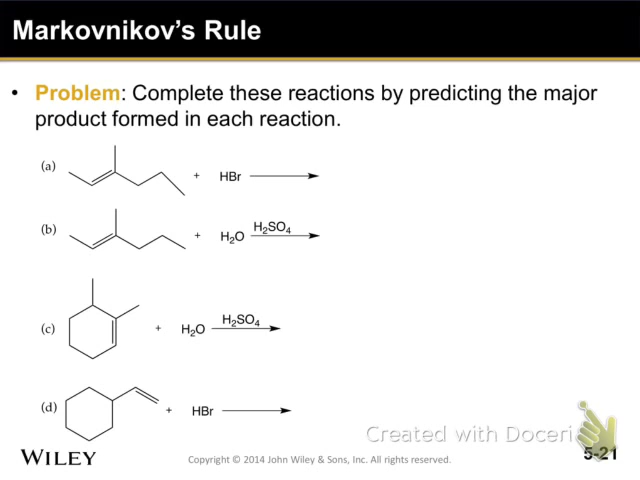 Markovnikov's Rule
• Problem: Complete these reactions by predicting the major
product formed in each reaction.
(a) + HBr
(b) + H₂O H₂SO₄
(c) + H₂O H₂SO₄
(d) + HBr
Created with Doceri
WILEY Copyright © 2014 John Wiley & Sons, Inc. All rights reserved. 5-21